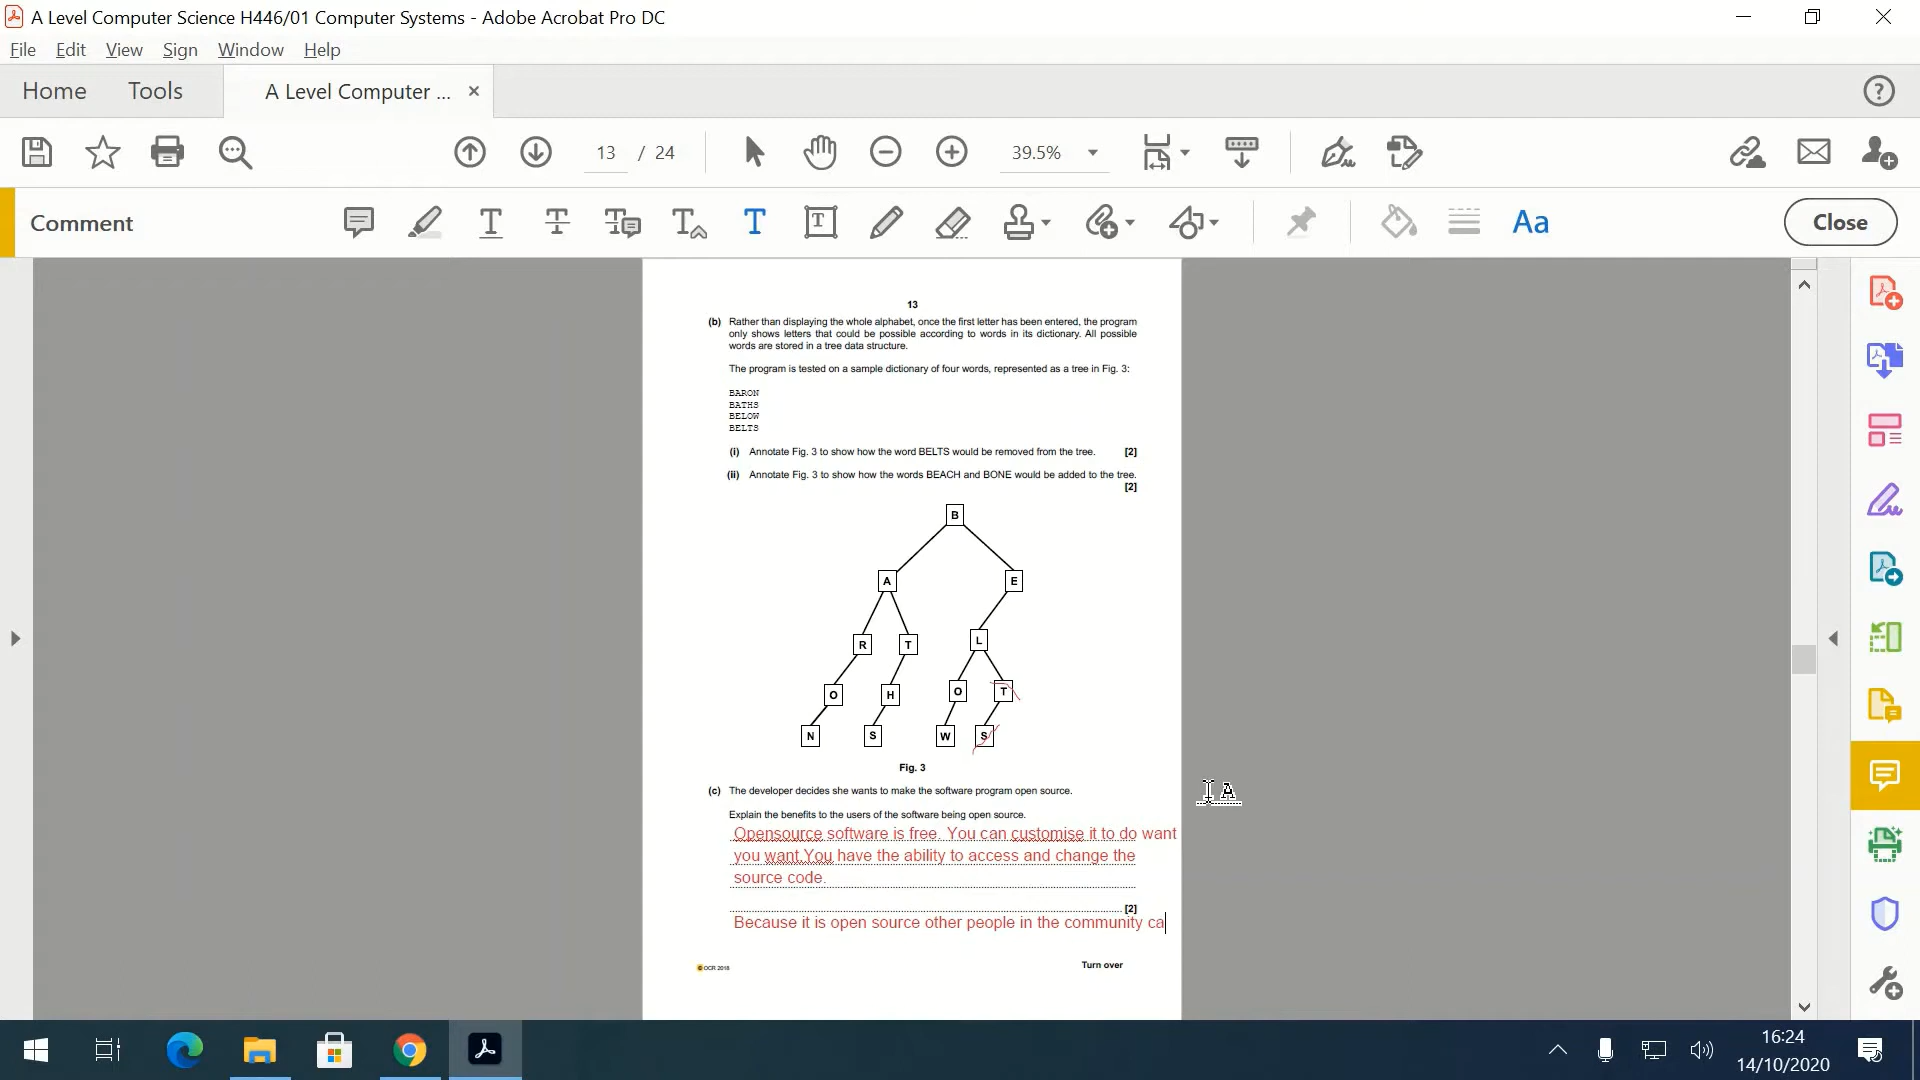 A Level Computer Science H446/01 Computer Systems - Adobe Acrobat Pro DC
File Edit View Sign Window Help
Home Tools A Level Computer ... ×
13 / 24 39.5%
Comment Aa Close
13
(b) Rather than displaying the whole alphabet, once the first letter has been entered, the program
only shows letters that could be possible according to words in its dictionary. All possible
words are stored in a tree data structure.
The program is tested on a sample dictionary of four words, represented as a tree in Fig. 3:
BARON
BATHS
BELOW
BELTS
(i) Annotate Fig. 3 to show how the word BELTS would be removed from the tree. [2]
(ii) Annotate Fig. 3 to show how the words BEACH and BONE would be added to the tree.
[2]
B
A E
R T L
O H O T
N S W S
Fig. 3
(c) The developer decides she wants to make the software program open source.
Explain the benefits to the users of the software being open source.
Opensource software is free. You can customise it to do want
you want.You have the ability to access and change the
source code.
[2]
Because it is open source other people in the community ca
© OCR 2018 Turn over
16:24
14/10/2020